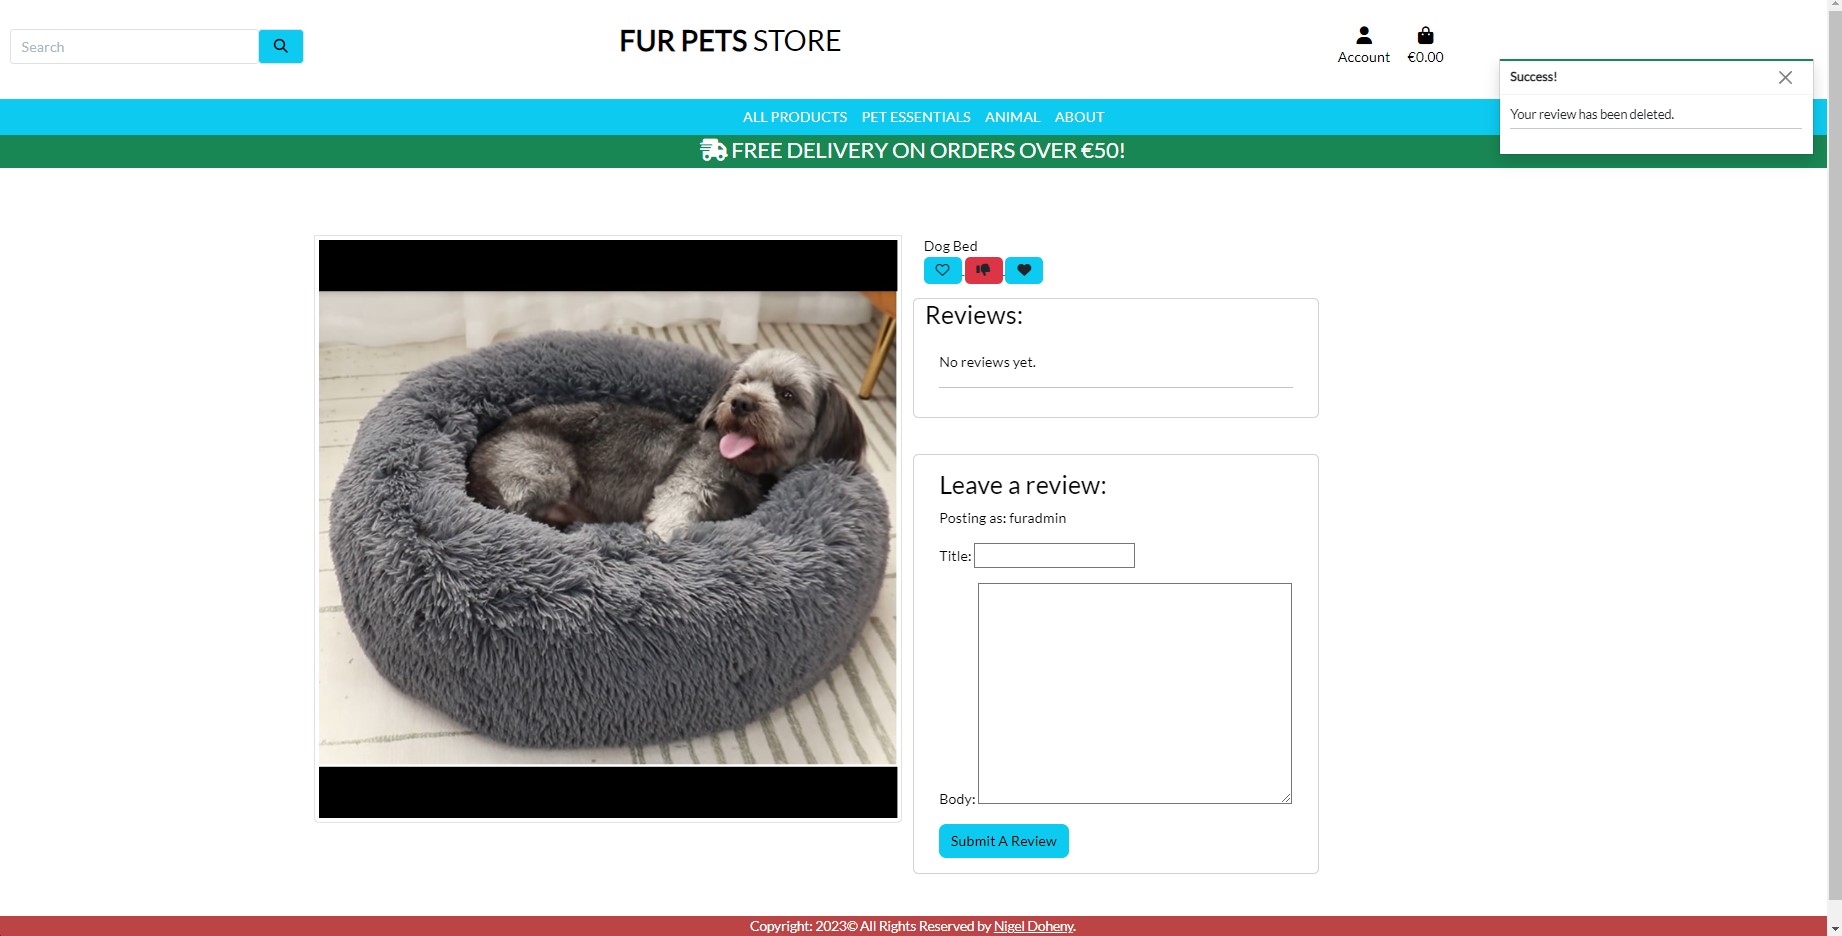 Search
FUR PETS STORE
Account
€0.00
Success!
Your review has been deleted.
ALL PRODUCTS PET ESSENTIALS ANIMAL ABOUT
FREE DELIVERY ON ORDERS OVER €50!
Dog Bed
Reviews:
No reviews yet.
Leave a review:
Posting as: furadmin
Title:
Body:
Submit A Review
Copyright: 2023© All Rights Reserved by Nigel Doheny.